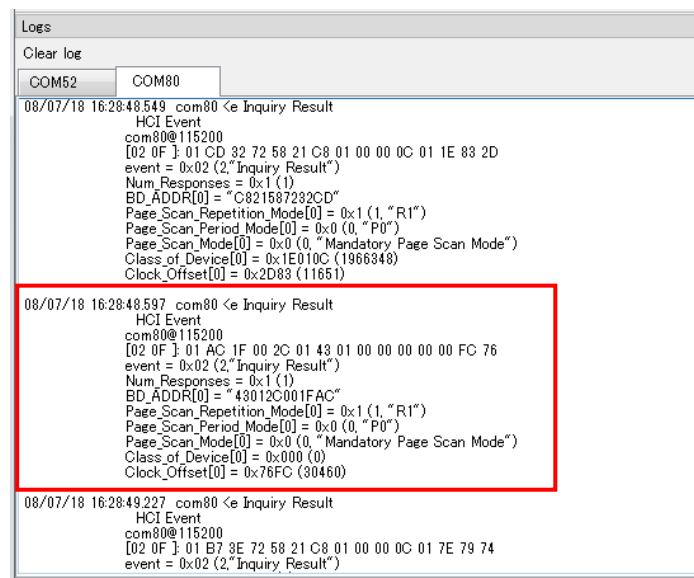 Logs
Clear log
COM52 COM80
08/07/18 16:28:48.549 com80 <e Inquiry Result
HCI Event
com80@115200
[02 0F ]: 01 CD 32 72 58 21 C8 01 00 00 0C 01 1E 83 2D
event = 0x02 (2,"Inquiry Result")
Num_Responses = 0x1 (1)
BD_ADDR[0] = "C821587232CD"
Page_Scan_Repetition_Mode[0] = 0x1 (1, "R1")
Page_Scan_Period_Mode[0] = 0x0 (0, "P0")
Page_Scan_Mode[0] = 0x0 (0, "Mandatory Page Scan Mode")
Class_of_Device[0] = 0x1E010C (1966348)
Clock_Offset[0] = 0x2D83 (11651)
08/07/18 16:28:48.597 com80 <e Inquiry Result
HCI Event
com80@115200
[02 0F ]: 01 AC 1F 00 2C 01 43 01 00 00 00 00 00 FC 76
event = 0x02 (2,"Inquiry Result")
Num_Responses = 0x1 (1)
BD_ADDR[0] = "43012C001FAC"
Page_Scan_Repetition_Mode[0] = 0x1 (1, "R1")
Page_Scan_Period_Mode[0] = 0x0 (0, "P0")
Page_Scan_Mode[0] = 0x0 (0, "Mandatory Page Scan Mode")
Class_of_Device[0] = 0x000 (0)
Clock_Offset[0] = 0x76FC (30460)
08/07/18 16:28:49.227 com80 <e Inquiry Result
HCI Event
com80@115200
[02 0F ]: 01 B7 3E 72 58 21 C8 01 00 00 0C 01 7E 79 74
event = 0x02 (2,"Inquiry Result")